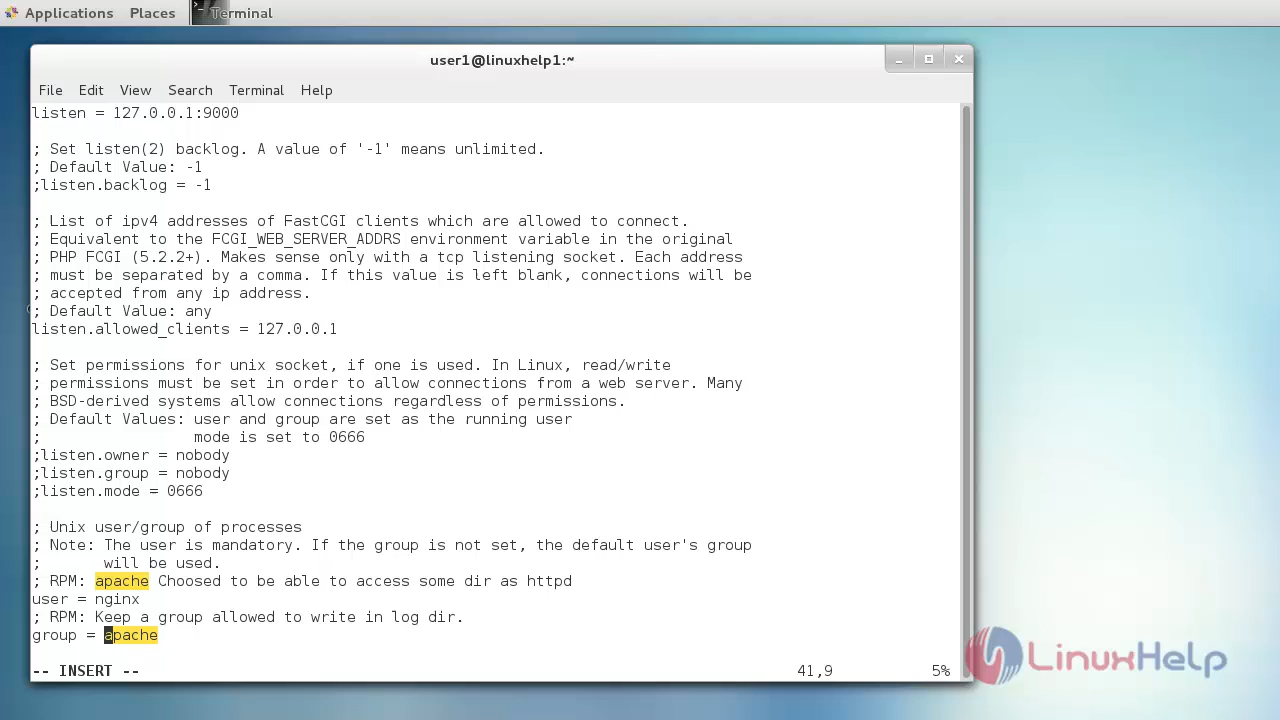 Applications Places Terminal
user1@linuxhelp1:~
File Edit View Search Terminal Help
listen = 127.0.0.1:9000
; Set listen(2) backlog. A value of '-1' means unlimited.
; Default Value: -1
;listen.backlog = -1
; List of ipv4 addresses of FastCGI clients which are allowed to connect.
; Equivalent to the FCGI_WEB_SERVER_ADDRS environment variable in the original
; PHP FCGI (5.2.2+). Makes sense only with a tcp listening socket. Each address
; must be separated by a comma. If this value is left blank, connections will be
; accepted from any ip address.
; Default Value: any
listen.allowed_clients = 127.0.0.1
; Set permissions for unix socket, if one is used. In Linux, read/write
; permissions must be set in order to allow connections from a web server. Many
; BSD-derived systems allow connections regardless of permissions.
; Default Values: user and group are set as the running user
;                 mode is set to 0666
;listen.owner = nobody
;listen.group = nobody
;listen.mode = 0666
; Unix user/group of processes
; Note: The user is mandatory. If the group is not set, the default user's group
;       will be used.
; RPM: apache Choosed to be able to access some dir as httpd
user = nginx
; RPM: Keep a group allowed to write in log dir.
group = apache
-- INSERT -- 41,9 5%
LinuxHelp